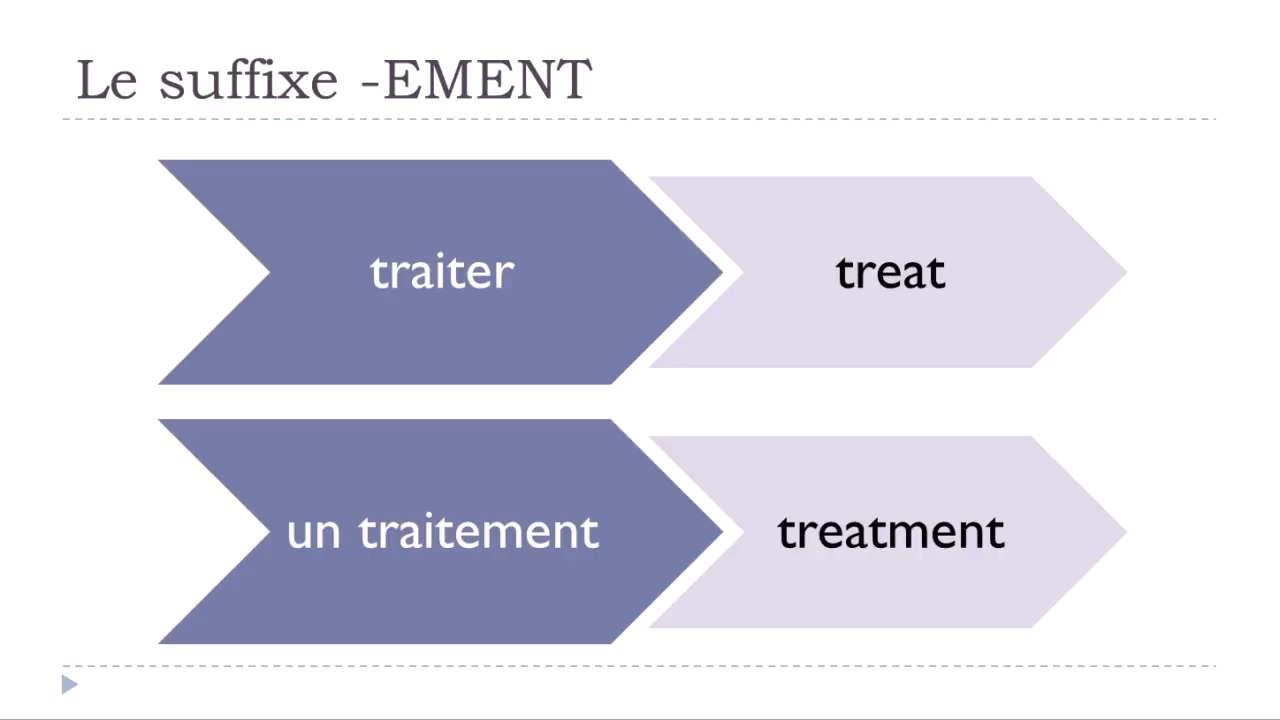 Le suffixe -EMENT
traiter
treat
un traitement
treatment